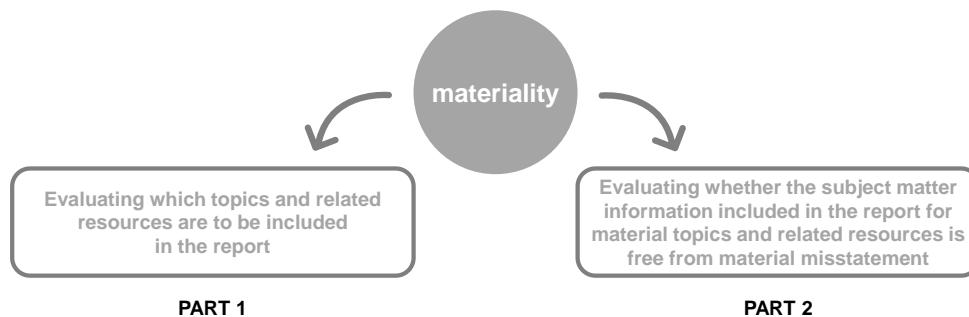 materiality
Evaluating which topics and related
resources are to be included
in the report
Evaluating whether the subject matter
information included in the report for
material topics and related resources is
free from material misstatement
PART 1
PART 2